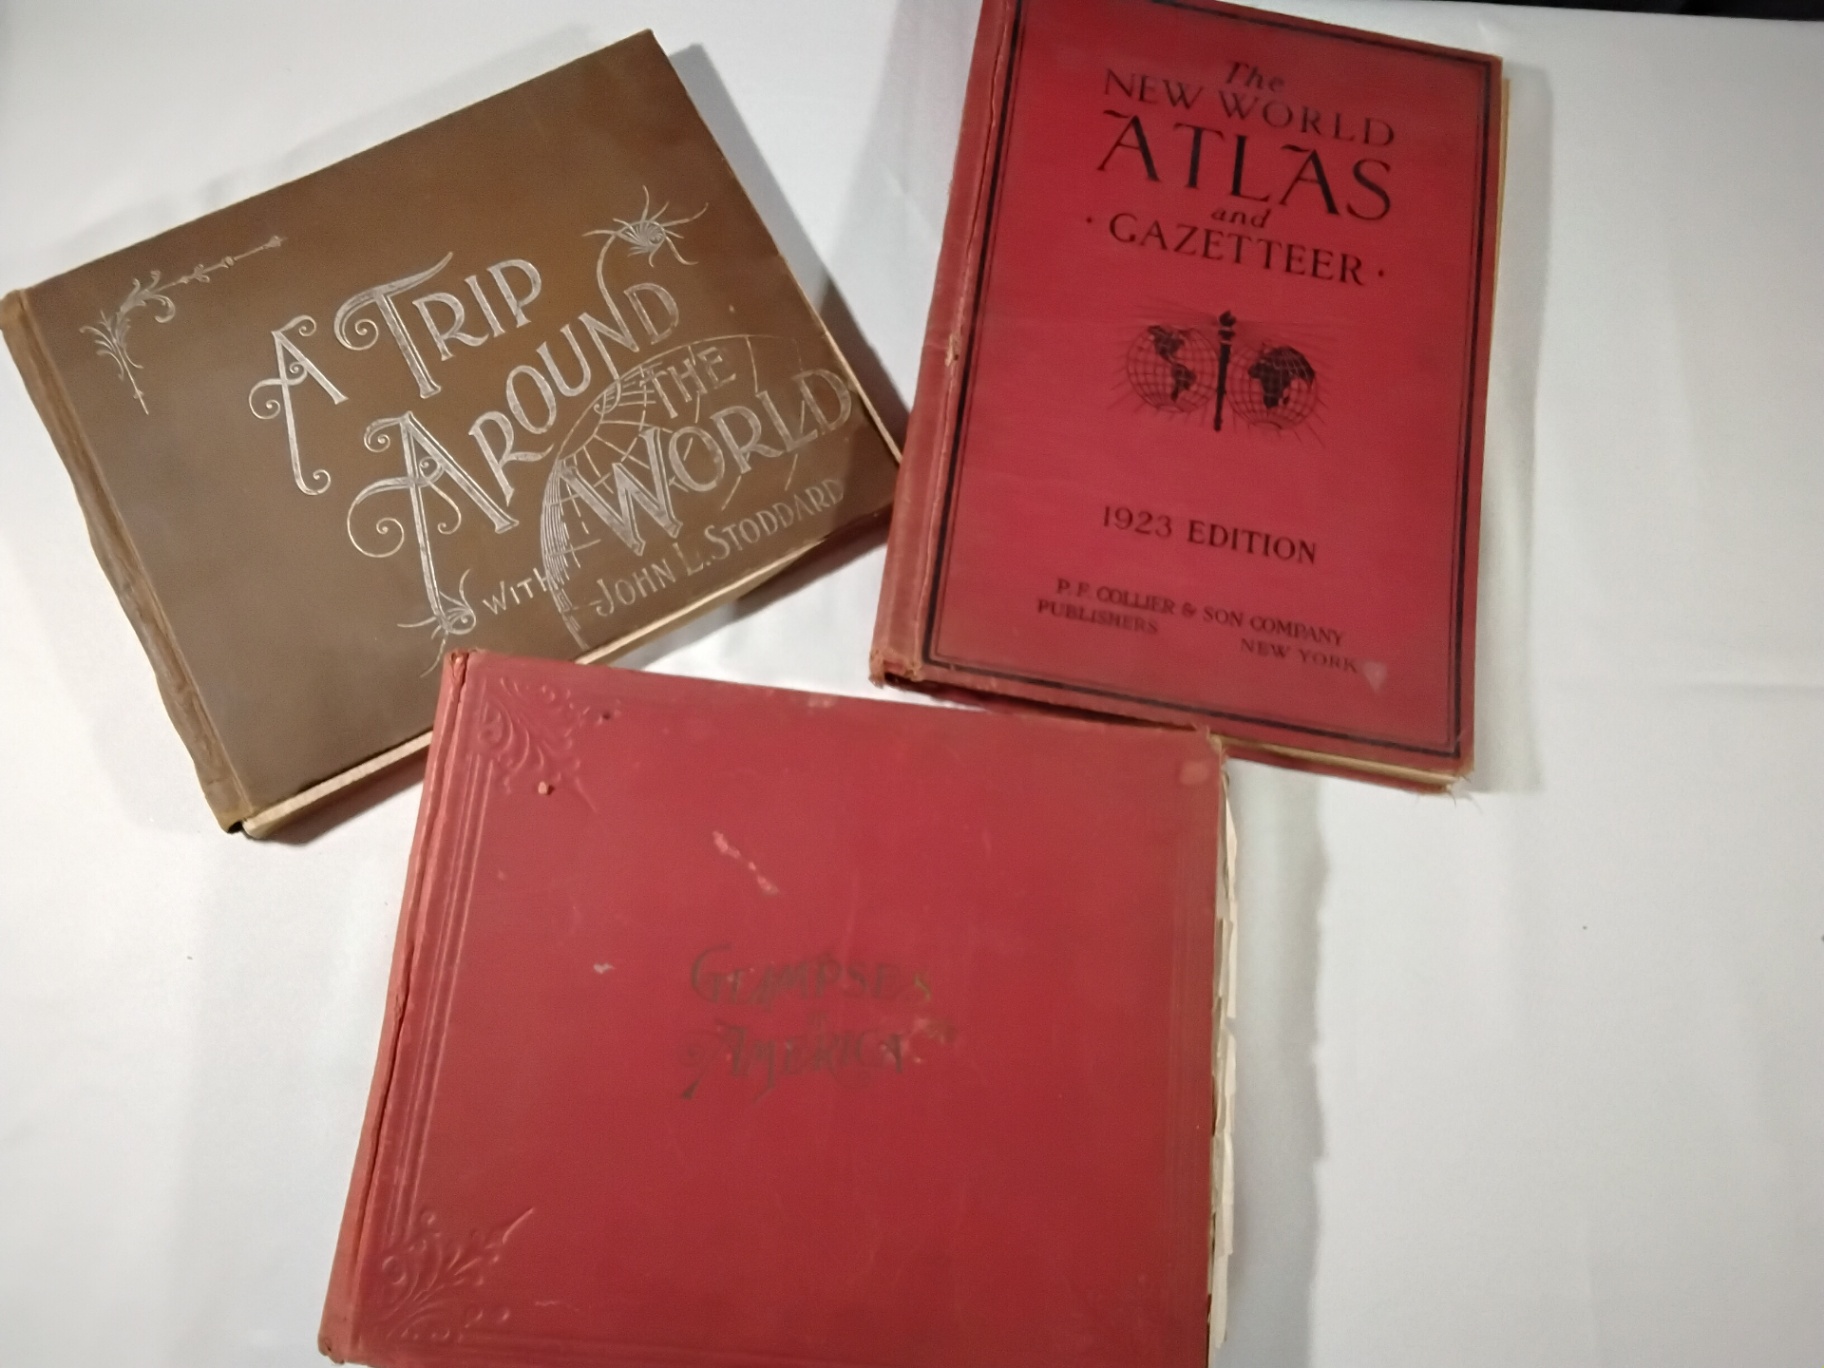 A TRIP
AROUND
THE
WORLD
WITH
JOHN L. STODDARD
The
NEW WORLD
ATLAS
and
· GAZETTEER ·
1923 EDITION
P. F. COLLIER & SON COMPANY
PUBLISHERS
NEW YORK
GLIMPSES
OF
AMERICA